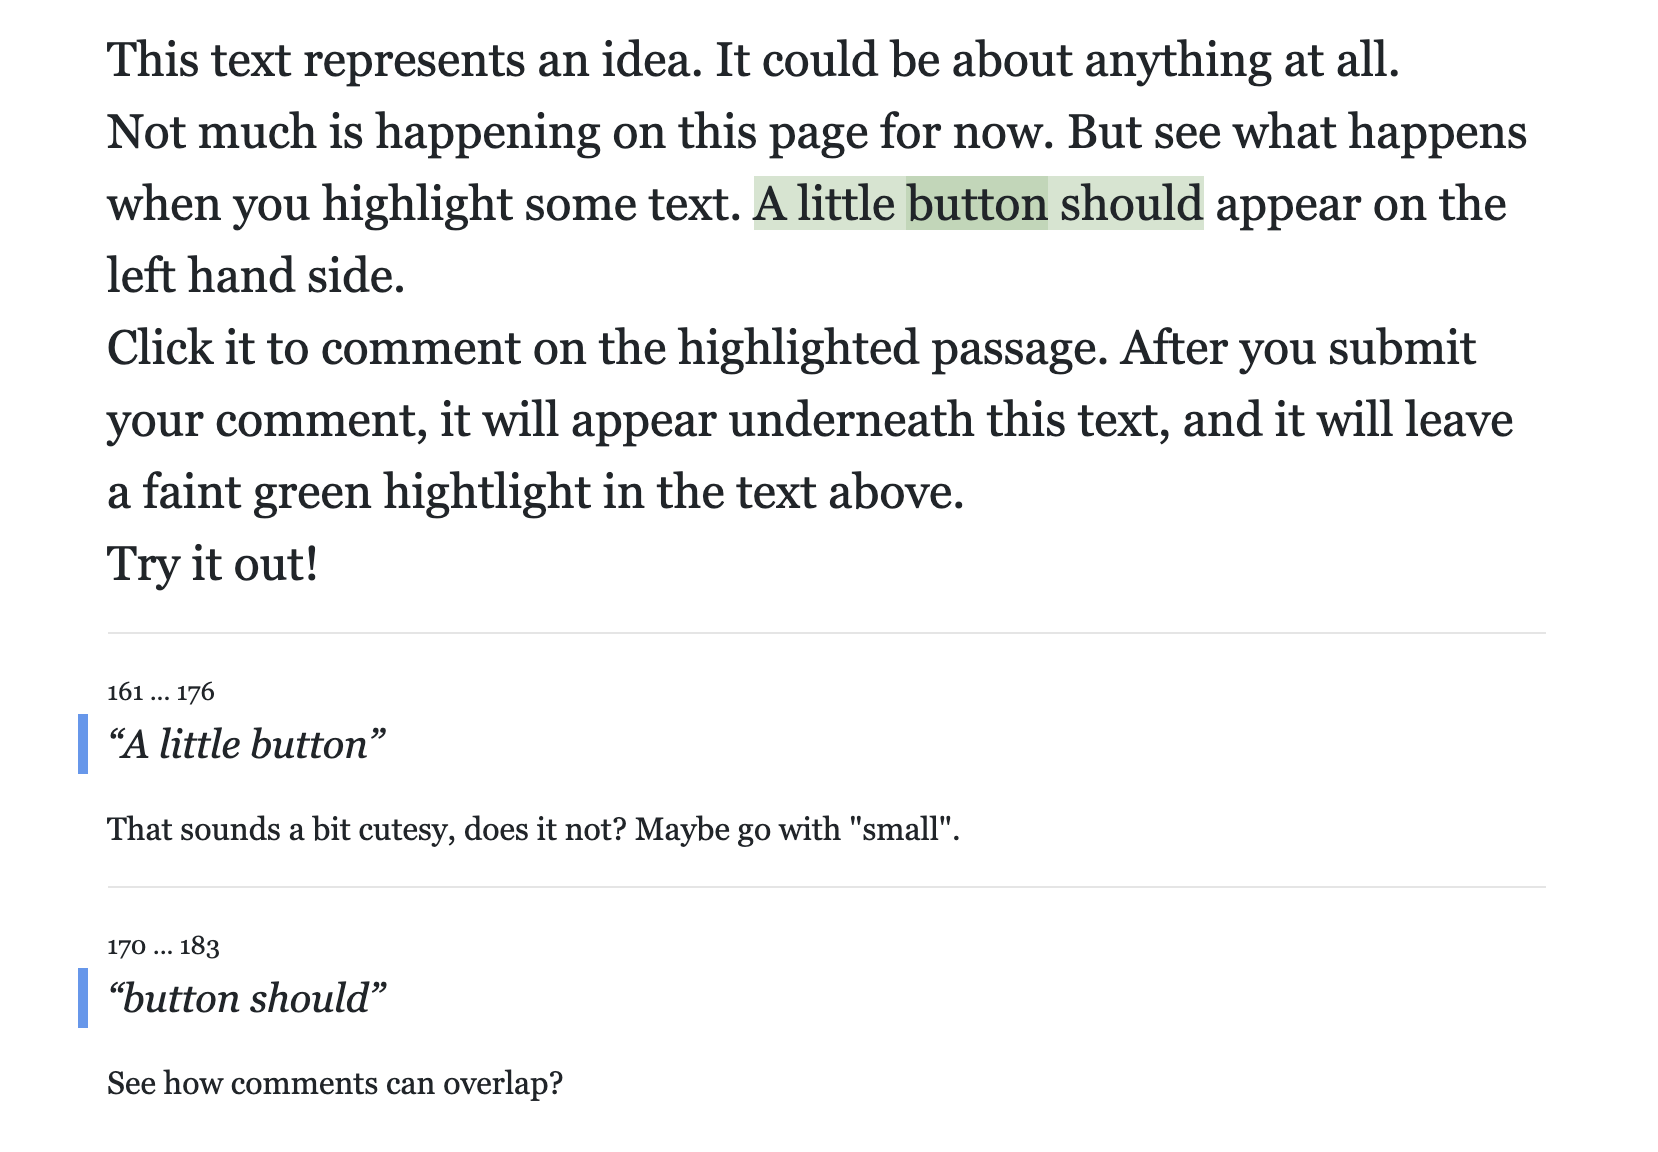 This text represents an idea. It could be about anything at all.
Not much is happening on this page for now. But see what happens
when you highlight some text. A little button should appear on the
left hand side.
Click it to comment on the highlighted passage. After you submit
your comment, it will appear underneath this text, and it will leave
a faint green hightlight in the text above.
Try it out!
161 ... 176
“A little button”
That sounds a bit cutesy, does it not? Maybe go with "small".
170 ... 183
“button should”
See how comments can overlap?